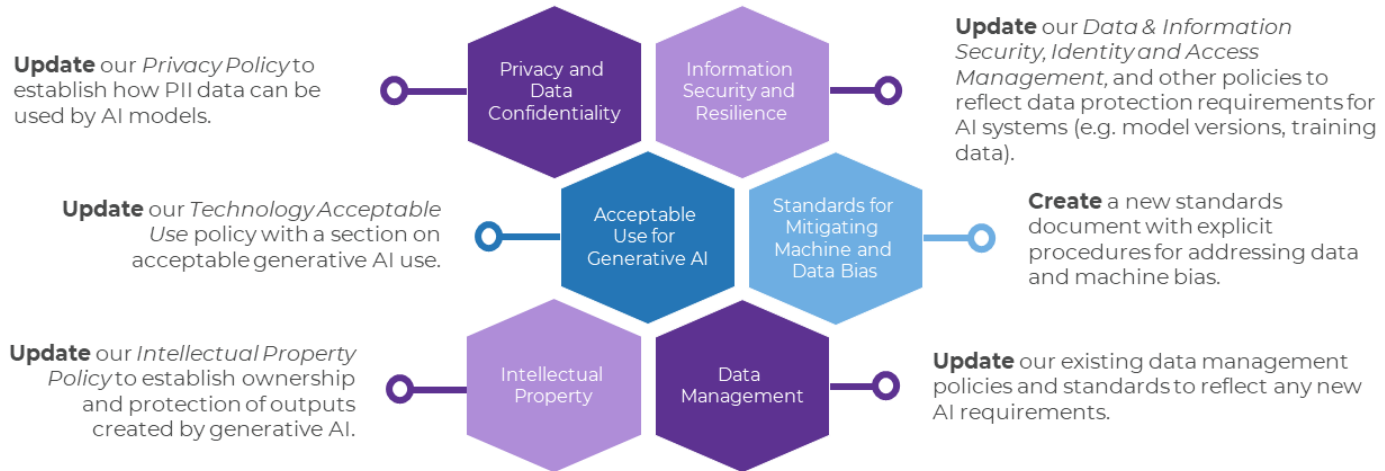 Update our Privacy Policy to
establish how PII data can be
used by AI models.
Privacy and
Data
Confidentiality
Information
Security and
Resilience
Update our Data & Information
Security, Identity and Access
Management, and other policies to
reflect data protection requirements for
AI systems (e.g. model versions, training
data).
Update our Technology Acceptable
Use policy with a section on
acceptable generative AI use.
Acceptable
Use for
Generative AI
Standards for
Mitigating
Machine and
Data Bias
Create a new standards
document with explicit
procedures for addressing data
and machine bias.
Update our Intellectual Property
Policy to establish ownership
and protection of outputs
created by generative AI.
Intellectual
Property
Data
Management
Update our existing data management
policies and standards to reflect any new
AI requirements.